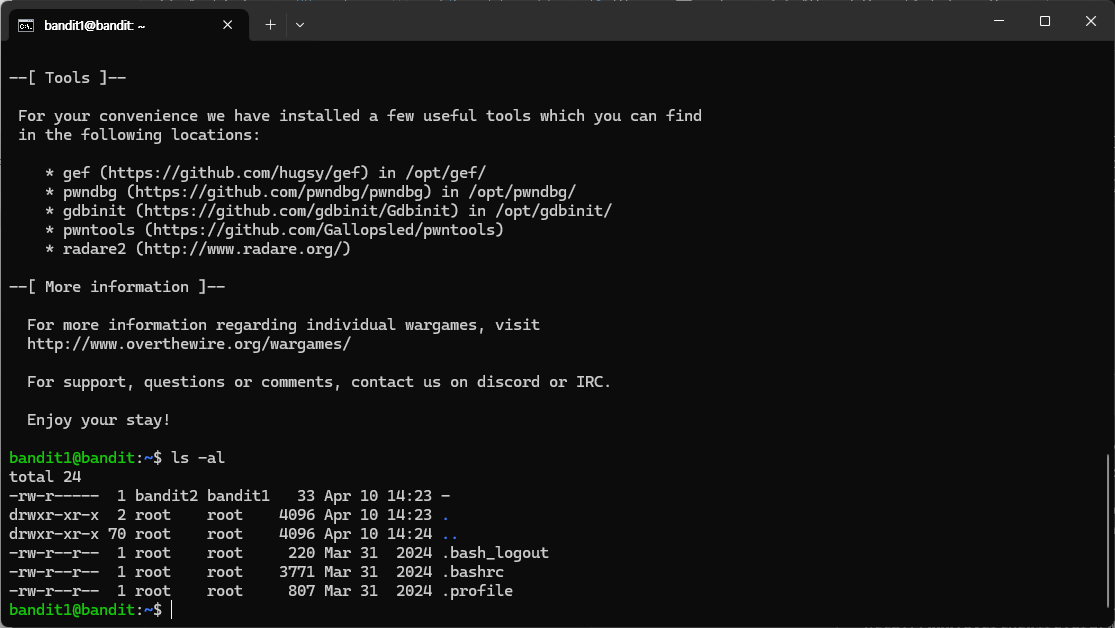 bandit1@bandit: ~
--[ Tools ]--
For your convenience we have installed a few useful tools which you can find
in the following locations:
* gef (https://github.com/hugsy/gef) in /opt/gef/
* pwndbg (https://github.com/pwndbg/pwndbg) in /opt/pwndbg/
* gdbinit (https://github.com/gdbinit/Gdbinit) in /opt/gdbinit/
* pwntools (https://github.com/Gallopsled/pwntools)
* radare2 (http://www.radare.org/)
--[ More information ]--
For more information regarding individual wargames, visit
http://www.overthewire.org/wargames/
For support, questions or comments, contact us on discord or IRC.
Enjoy your stay!
bandit1@bandit:~$ ls -al
total 24
-rw-r-----  1 bandit2 bandit1   33 Apr 10 14:23 -
drwxr-xr-x  2 root    root    4096 Apr 10 14:23 .
drwxr-xr-x 70 root    root    4096 Apr 10 14:24 ..
-rw-r--r--  1 root    root     220 Mar 31  2024 .bash_logout
-rw-r--r--  1 root    root    3771 Mar 31  2024 .bashrc
-rw-r--r--  1 root    root     807 Mar 31  2024 .profile
bandit1@bandit:~$